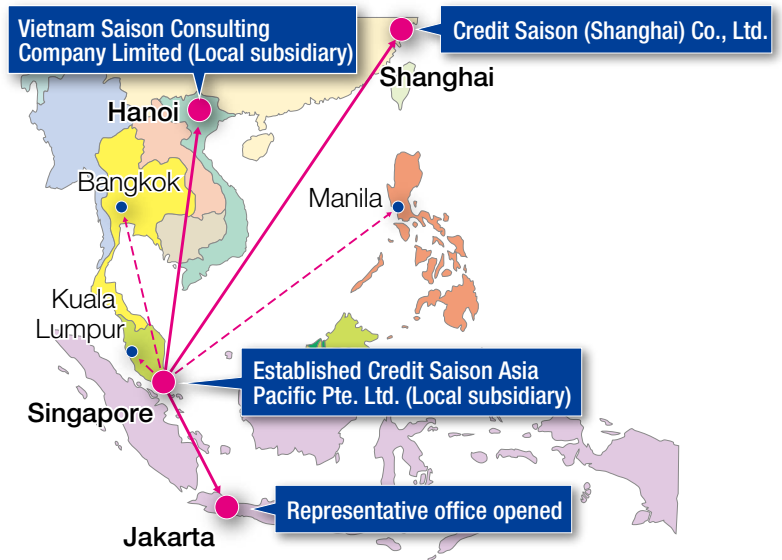 Vietnam Saison Consulting
Company Limited (Local subsidiary)
Credit Saison (Shanghai) Co., Ltd.
Shanghai
Hanoi
Bangkok
Manila
Kuala
Lumpur
Established Credit Saison Asia
Pacific Pte. Ltd. (Local subsidiary)
Singapore
Representative office opened
Jakarta